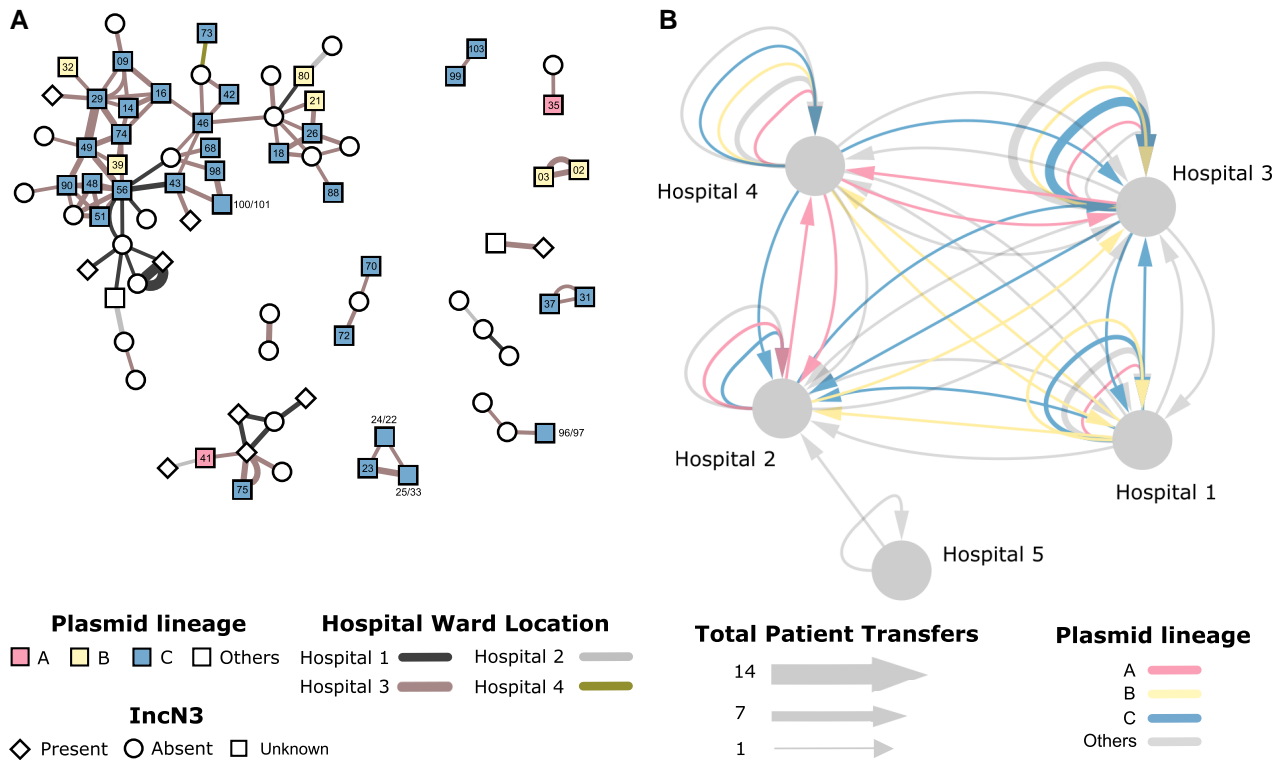 A
B
73
09
32
80
29
16
42
14
21
74
46
26
49
68
18
39
98
90
48
56
43
88
100/101
51
103
99
35
03
02
37
31
70
72
41
75
24/22
23
25/33
96/97
Hospital 4
Hospital 3
Hospital 2
Hospital 1
Hospital 5
Plasmid lineage
A B C Others
IncN3
Present Absent Unknown
Hospital Ward Location
Hospital 1 Hospital 2
Hospital 3 Hospital 4
Total Patient Transfers
14
7
1
Plasmid lineage
A
B
C
Others